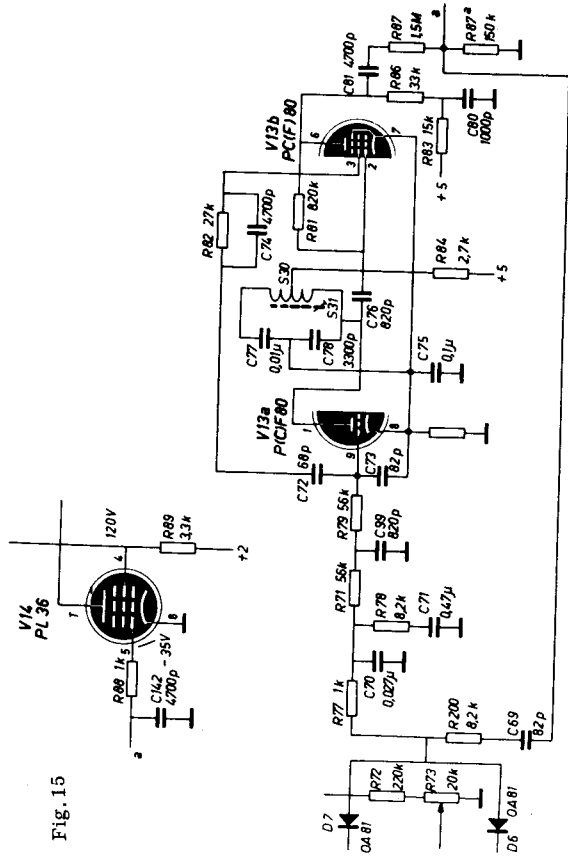 Fig. 15
V14
PL 36
120V
R88 1k
C142
4700p
-35V
R89
3,3k
+2
a
1
4
5
8
R82 27k
C74
4700p
V13b
PC(F)80
6
3
2
7
R81
820k
C81
4700p
R87
1,5M
a
R87a
150k
R86
33k
R83
15k
+5
C80
1000p
S30
S31
C77
0,01µ
C78
3300p
C76
820p
R84
2,7k
+5
C75
0,1µ
V13a
P(C)F80
1
9
8
C72
68p
C73
82p
R79 56k
C99
820p
R71 56k
R78
8,2k
C71
0,47µ
R77 1k
C70
0,027µ
R200
8,2k
C69
82p
D7
OA81
R72
220k
R73
20k
D6
OA81